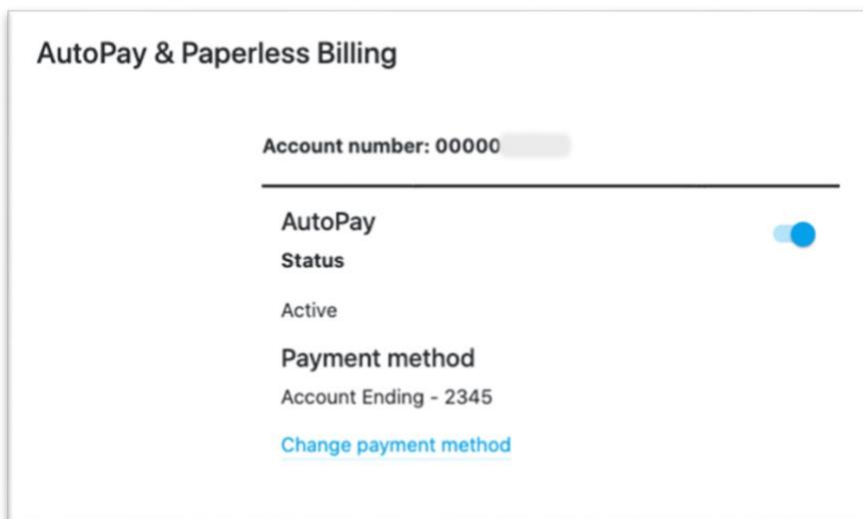 AutoPay & Paperless Billing
Account number: 00000
AutoPay
Status
Active
Payment method
Account Ending - 2345
Change payment method